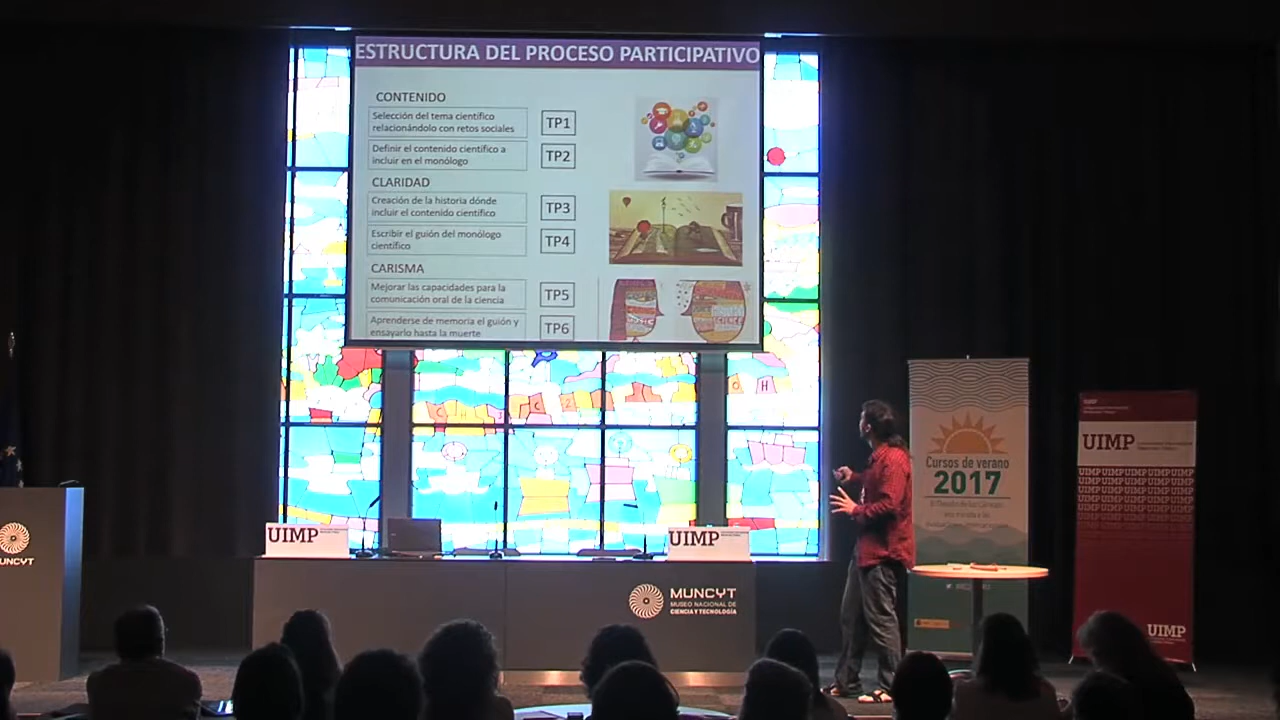 ESTRUCTURA DEL PROCESO PARTICIPATIVO
CONTENIDO
Selección del tema científico
relacionándolo con retos sociales
TP1
Definir el contenido científico a
incluir en el monólogo
TP2
CLARIDAD
Creación de la historia dónde
incluir el contenido científico
TP3
Escribir el guión del monólogo
científico
TP4
CARISMA
Mejorar las capacidades para la
comunicación oral de la ciencia
TP5
Aprenderse de memoria el guión y
ensayarlo hasta la muerte
TP6
SCIENCE
Cursos de verano
2017
UIMP
UIMP
UIMP
UIMP
UNCYT
MUNCYT
MUSEO NACIONAL DE
CIENCIA Y TECNOLOGÍA